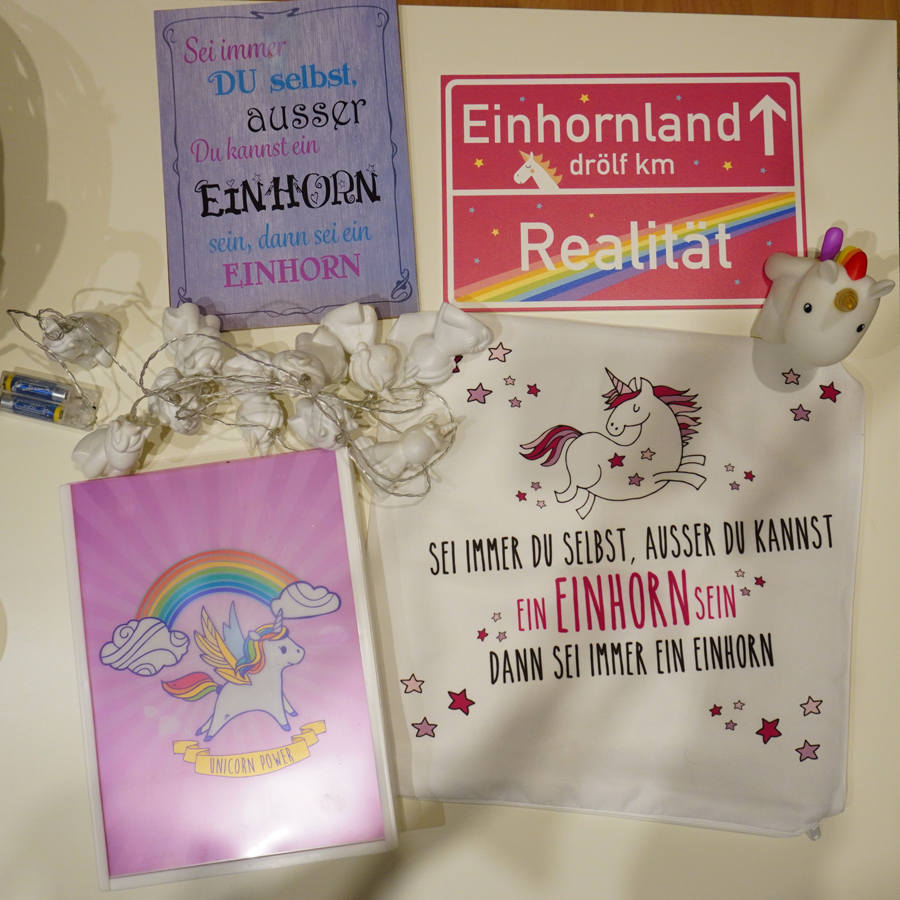 Sei immer
DU selbst,
ausser
Du kannst ein
EINHORN
sein, dann sei ein
EINHORN
Einhornland
drölf km
Realität
SEI IMMER DU SELBST, AUSSER DU KANNST
EIN EINHORN SEIN
DANN SEI IMMER EIN EINHORN
UNICORN POWER